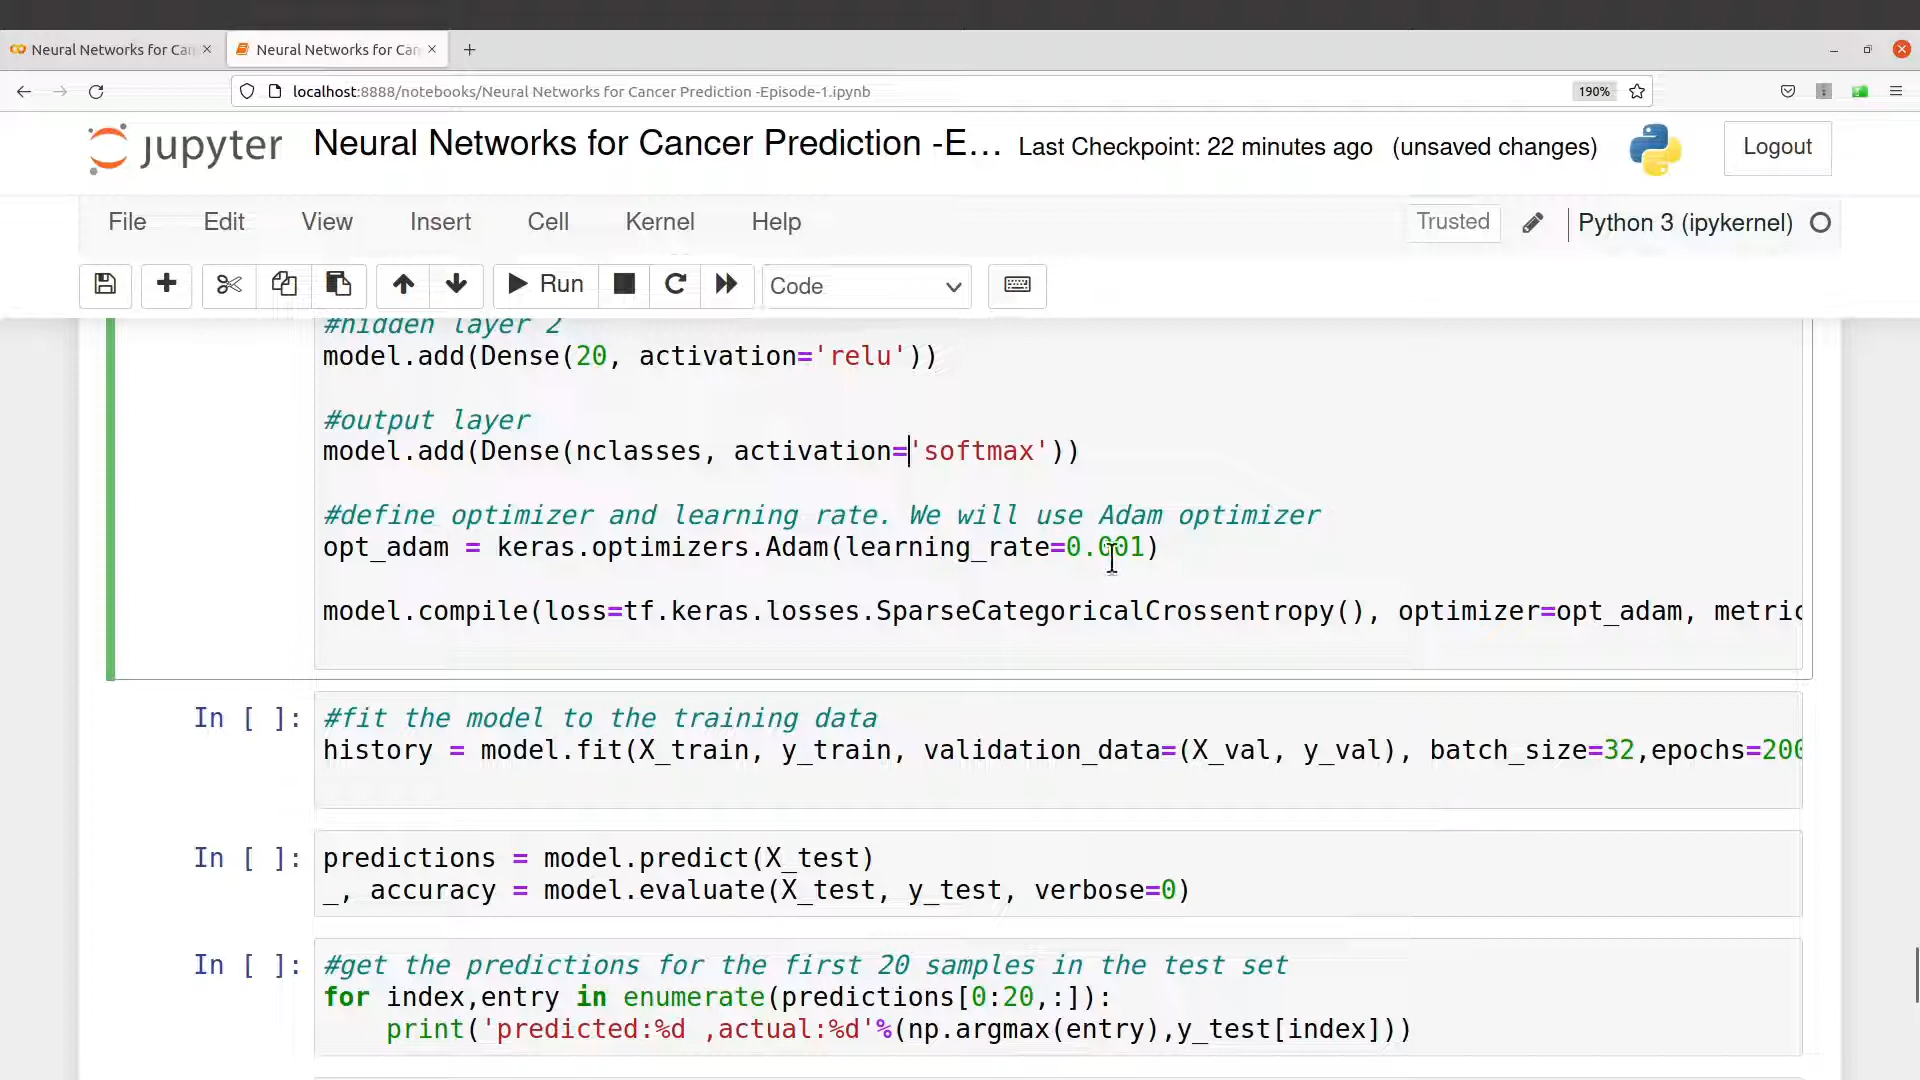 Neural Networks for Can
Neural Networks for Can
localhost:8888/notebooks/Neural Networks for Cancer Prediction -Episode-1.ipynb
190%
jupyter
Neural Networks for Cancer Prediction -E... Last Checkpoint: 22 minutes ago (unsaved changes)
Logout
File Edit View Insert Cell Kernel Help
Trusted
Python 3 (ipykernel)
Run
Code
#hidden layer 2
model.add(Dense(20, activation='relu'))
#output layer
model.add(Dense(nclasses, activation='softmax'))
#define optimizer and learning rate. We will use Adam optimizer
opt_adam = keras.optimizers.Adam(learning_rate=0.001)
model.compile(loss=tf.keras.losses.SparseCategoricalCrossentropy(), optimizer=opt_adam, metric
In [ ]: #fit the model to the training data
history = model.fit(X_train, y_train, validation_data=(X_val, y_val), batch_size=32,epochs=200
In [ ]: predictions = model.predict(X_test)
_, accuracy = model.evaluate(X_test, y_test, verbose=0)
In [ ]: #get the predictions for the first 20 samples in the test set
for index,entry in enumerate(predictions[0:20,:]):
print('predicted:%d ,actual:%d'%(np.argmax(entry),y_test[index]))